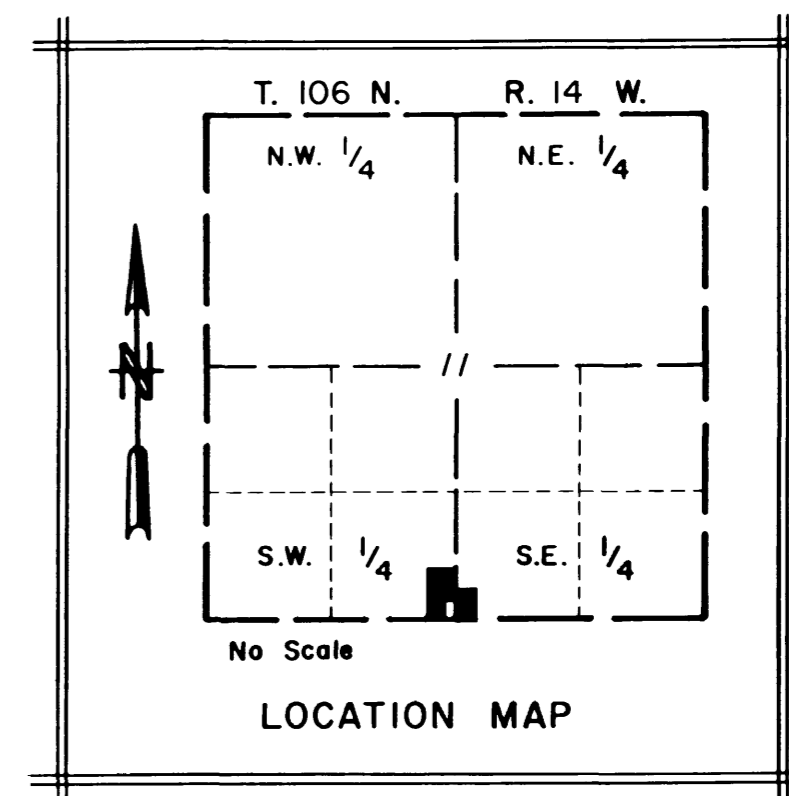 T. 106 N. R. 14 W.
N.W. 1/4 N.E. 1/4
N
11
S.W. 1/4 S.E. 1/4
No Scale
LOCATION MAP